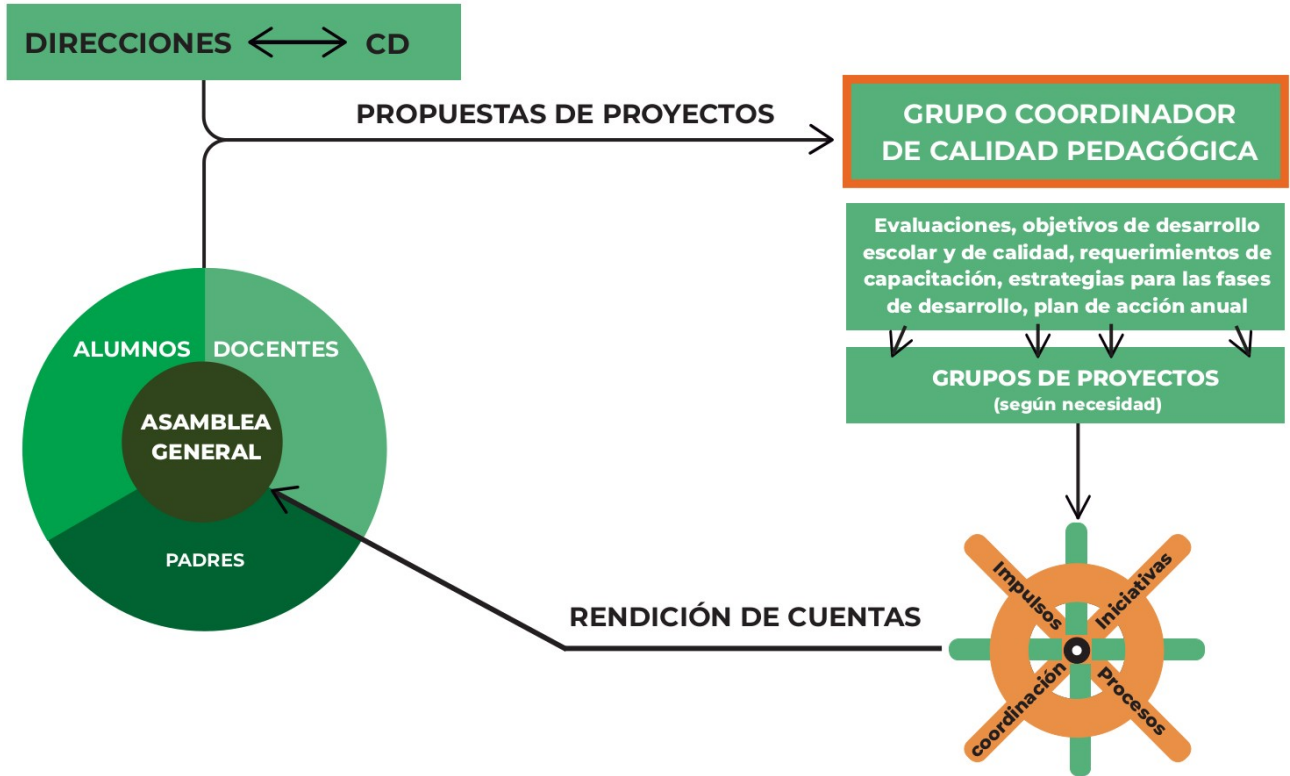 DIRECCIONES CD
PROPUESTAS DE PROYECTOS
GRUPO COORDINADOR
DE CALIDAD PEDAGÓGICA
Evaluaciones, objetivos de desarrollo
escolar y de calidad, requerimientos de
capacitación, estrategias para las fases
de desarrollo, plan de acción anual
GRUPOS DE PROYECTOS
(según necesidad)
ALUMNOS DOCENTES
ASAMBLEA
GENERAL
PADRES
RENDICIÓN DE CUENTAS
Impulsos
Iniciativas
coordinación
Procesos